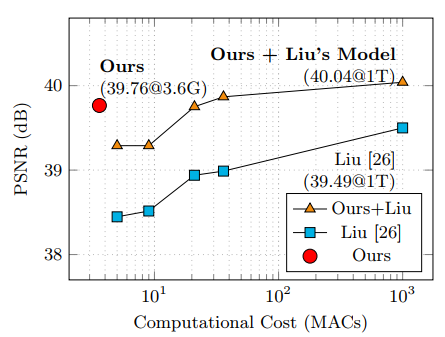 Ours
(39.76@3.6G)
Ours + Liu's Model
(40.04@1T)
Liu [26]
(39.49@1T)
Ours+Liu
Liu [26]
Ours
PSNR (dB)
40
39
38
10^1
10^2
10^3
Computational Cost (MACs)